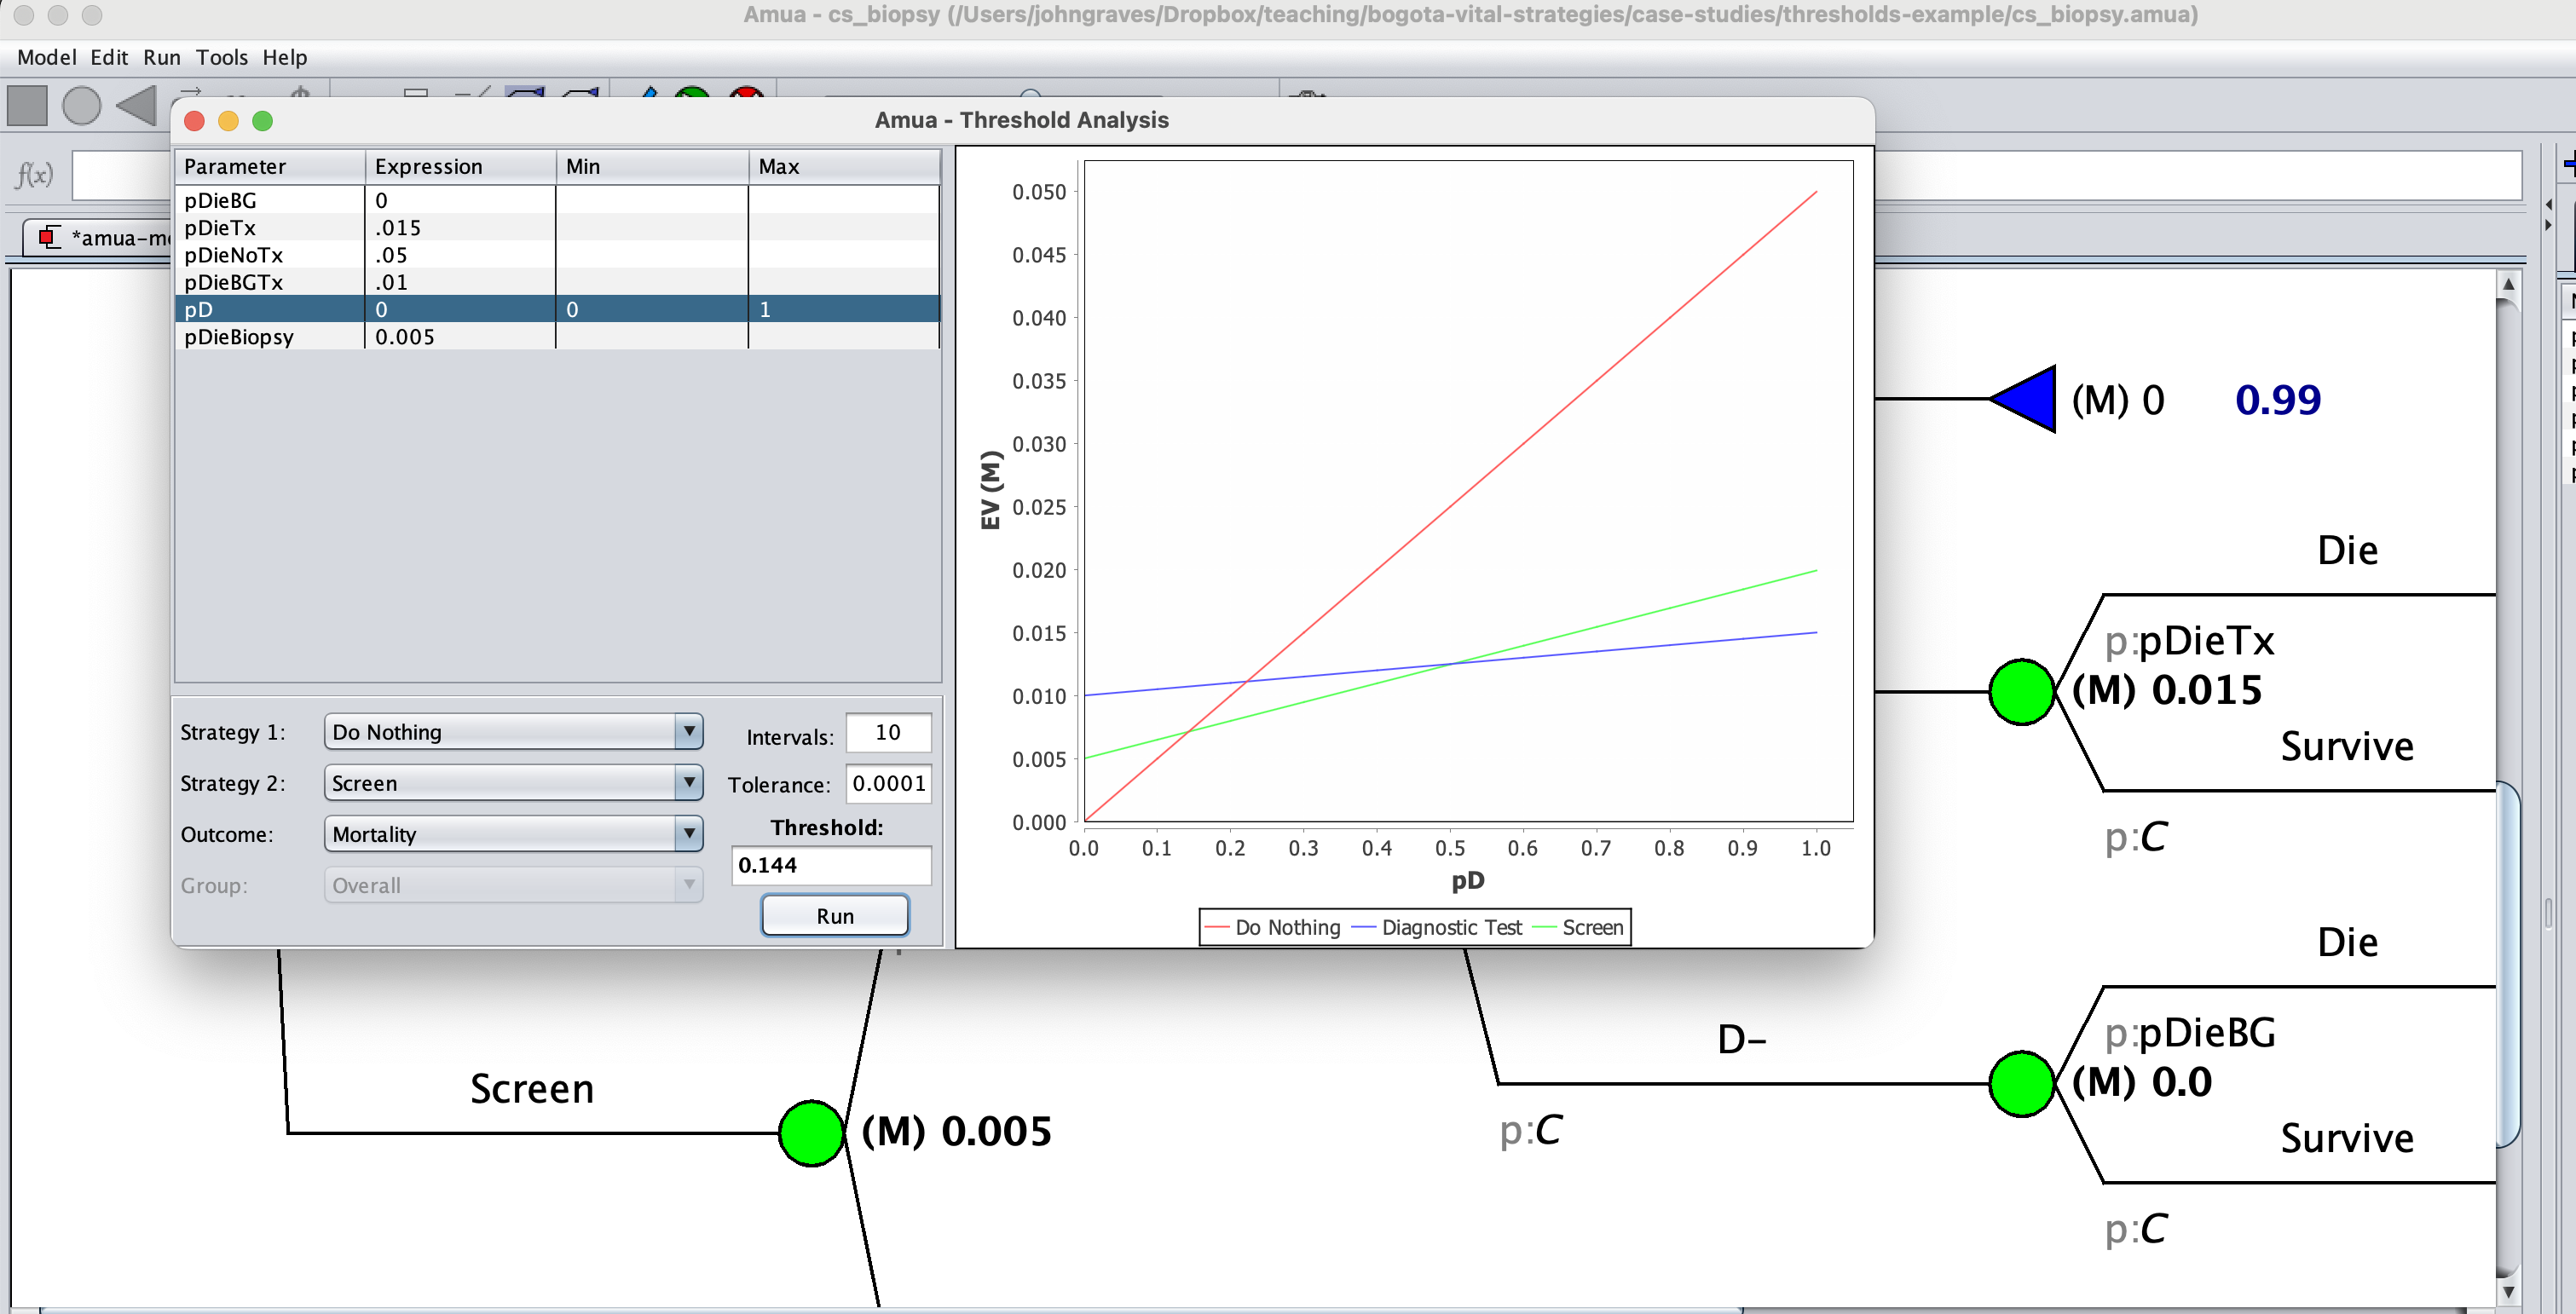 Amua - cs_biopsy (/Users/johngraves/Dropbox/teaching/bogota-vital-strategies/case-studies/thresholds-example/cs_biopsy.amua)
Model Edit Run Tools Help
f(x)
Amua - Threshold Analysis
Parameter Expression Min Max
pDieBG 0
pDieTx .015
pDieNoTx .05
pDieBGTx .01
pD 0 0 1
pDieBiopsy 0.005
Strategy 1: Do Nothing
Strategy 2: Screen
Outcome: Mortality
Group: Overall
Intervals: 10
Tolerance: 0.0001
Threshold:
0.144
Run
EV (M)
0.050
0.045
0.040
0.035
0.030
0.025
0.020
0.015
0.010
0.005
0.000
0.0 0.1 0.2 0.3 0.4 0.5 0.6 0.7 0.8 0.9 1.0
pD
Do Nothing Diagnostic Test Screen
(M) 0 0.99
Die
p:pDieTx
(M) 0.015
Survive
p:C
Die
D-
p:pDieBG
(M) 0.0
Survive
p:C
p:C
Screen
(M) 0.005